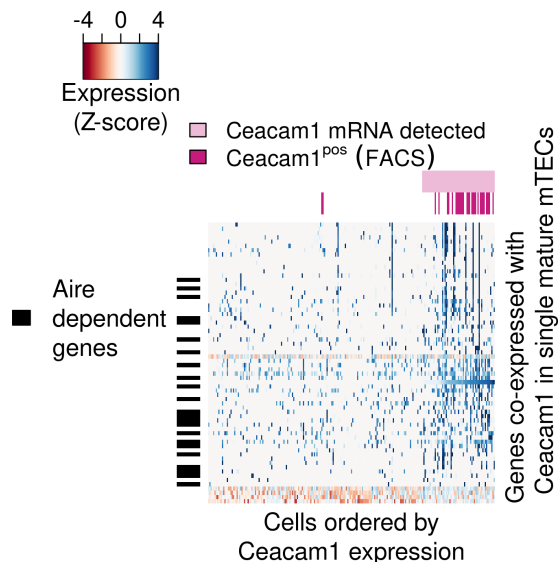 -4 0 4
Expression
(Z-score)
Ceacam1 mRNA detected
Ceacam1pos (FACS)
Aire
dependent
genes
Genes co-expressed with
Ceacam1 in single mature mTECs
Cells ordered by
Ceacam1 expression